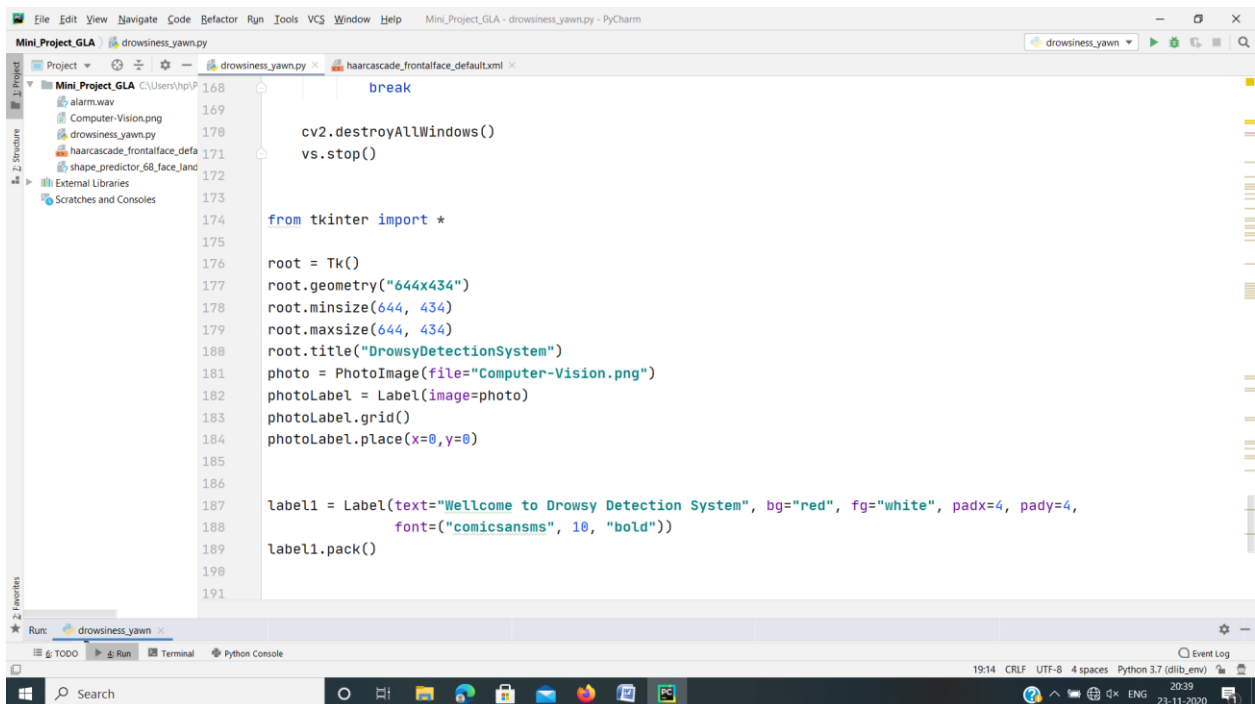 File Edit View Navigate Code Refactor Run Tools VCS Window Help Mini_Project_GLA - drowsiness_yawn.py - PyCharm
Mini_Project_GLA drowsiness_yawn.py drowsiness_yawn
1: Project Project drowsiness_yawn.py haarcascade_frontalface_default.xml
Mini_Project_GLA C:\Users\hp\P
alarm.wav
Computer-Vision.png
drowsiness_yawn.py
haarcascade_frontalface_defa
shape_predictor_68_face_land
External Libraries
Scratches and Consoles
Z: Structure
168 break
169
170 cv2.destroyAllWindows()
171 vs.stop()
172
173
174 from tkinter import *
175
176 root = Tk()
177 root.geometry("644x434")
178 root.minsize(644, 434)
179 root.maxsize(644, 434)
180 root.title("DrowsyDetectionSystem")
181 photo = PhotoImage(file="Computer-Vision.png")
182 photoLabel = Label(image=photo)
183 photoLabel.grid()
184 photoLabel.place(x=0,y=0)
185
186
187 label1 = Label(text="Wellcome to Drowsy Detection System", bg="red", fg="white", padx=4, pady=4,
188 font=("comicsansms", 10, "bold"))
189 label1.pack()
190
191
2: Favorites
Run: drowsiness_yawn
6: TODO 4: Run Terminal Python Console Event Log
19:14 CRLF UTF-8 4 spaces Python 3.7 (dlib_env)
Search ENG 20:39
23-11-2020